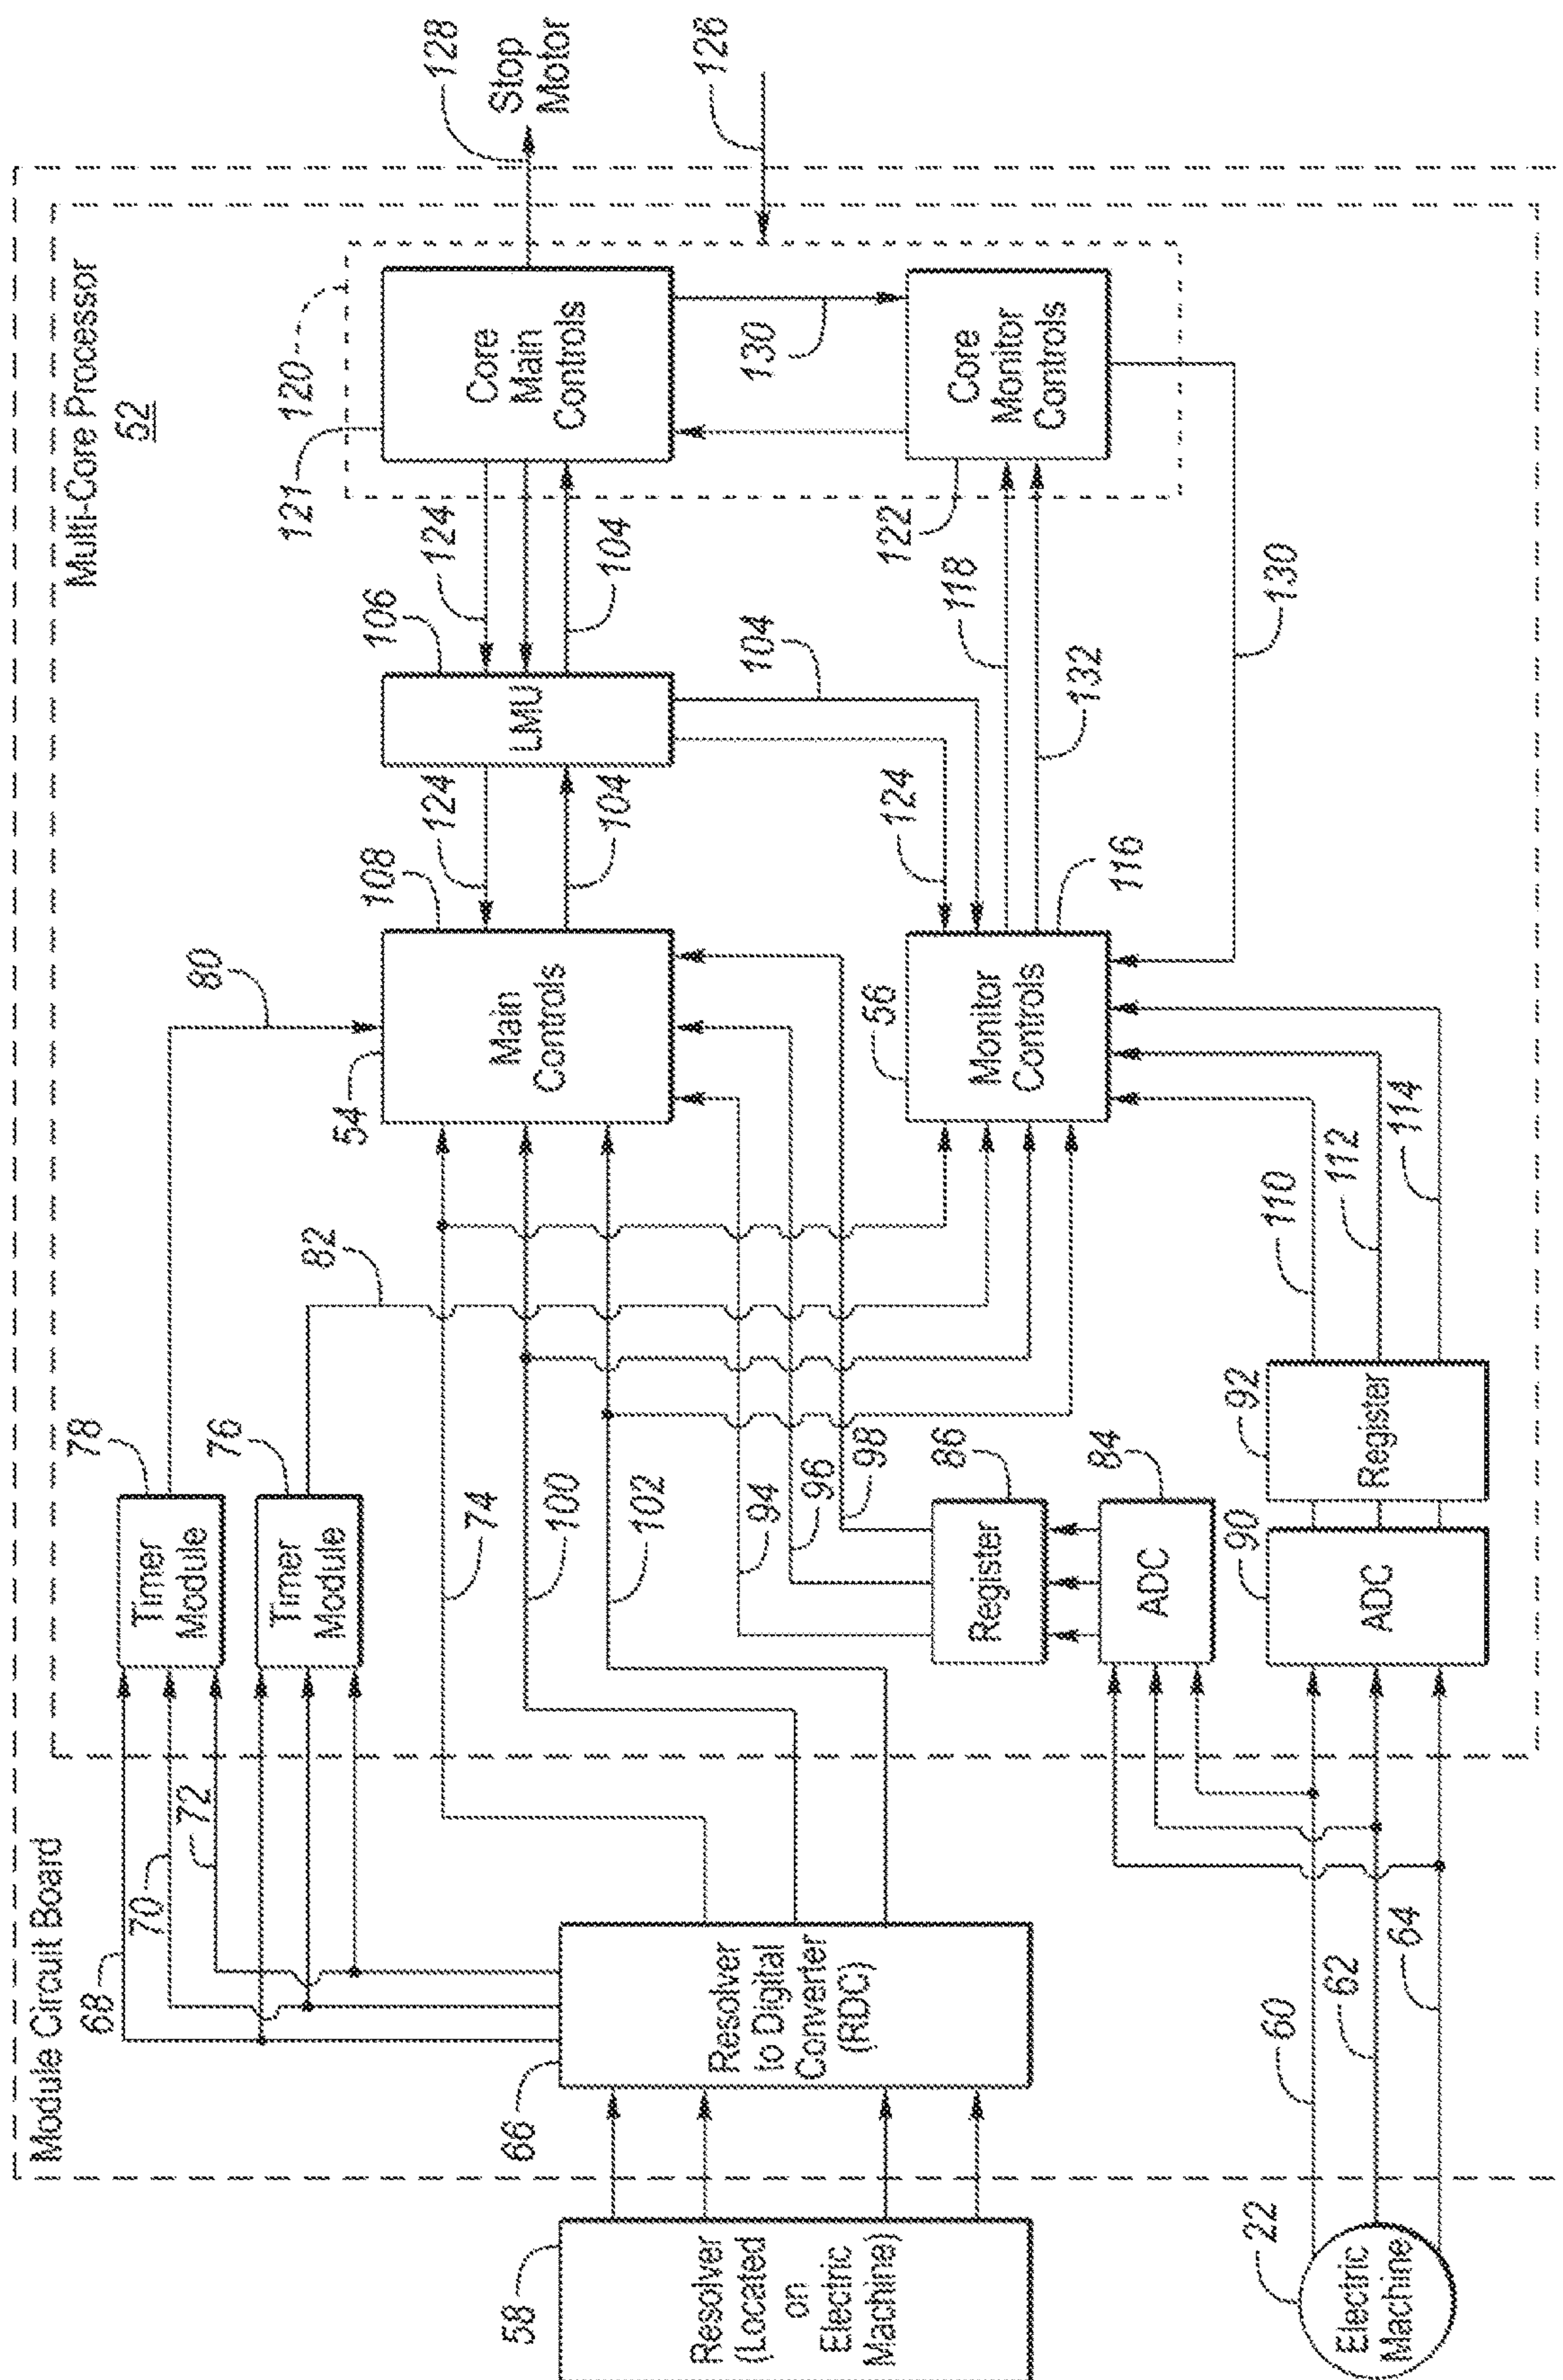 Module Circuit Board
Multi-Core Processor
52
68
70
72
78
Timer
Module
76
Timer
Module
80
82
58
Resolver
(Located
on
Electric
Machine)
66
Resolver
to Digital
Converter
(RDC)
74
100
102
94
96
98
54
Main
Controls
108
124
104
106
LMU
124
104
104
124
120
121
Core
Main
Controls
128
Stop
Motor
126
130
122
Core
Monitor
Controls
118
132
130
56
Monitor
Controls
116
86
Register
84
ADC
90
ADC
92
Register
110
112
114
22
Electric
Machine
60
62
64